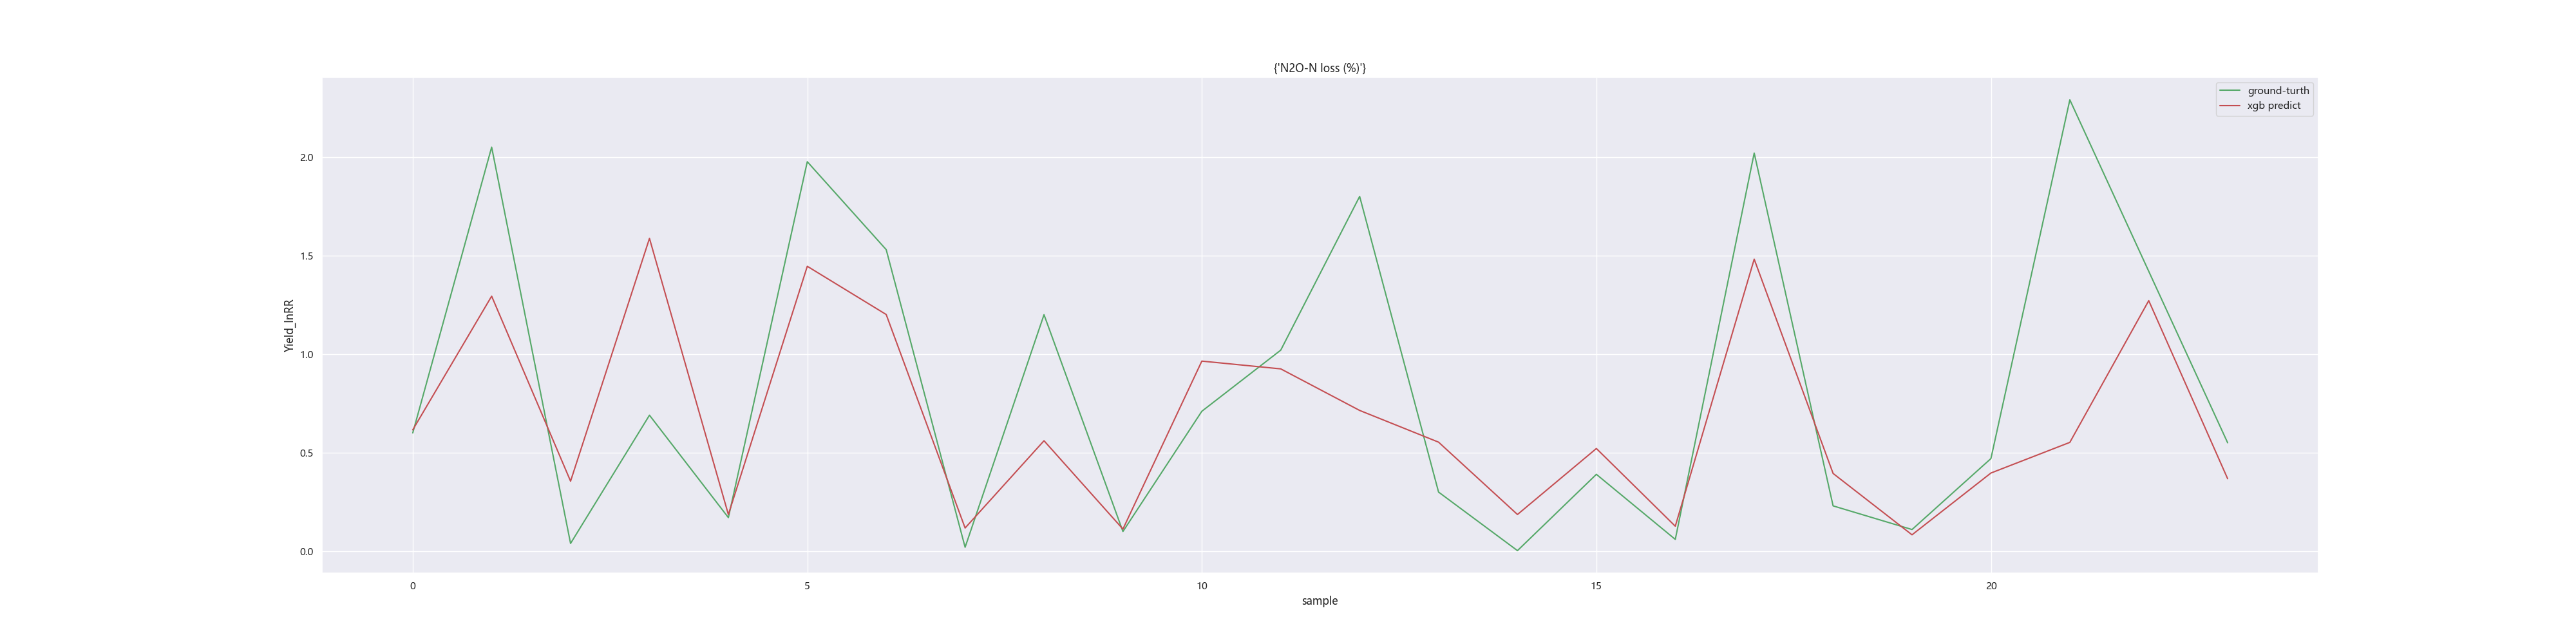 {'N2O-N loss (%)'}
ground-turth
xgb predict
2.0
1.5
1.0
0.5
0.0
Yield_lnRR
0 5 10 15 20
sample